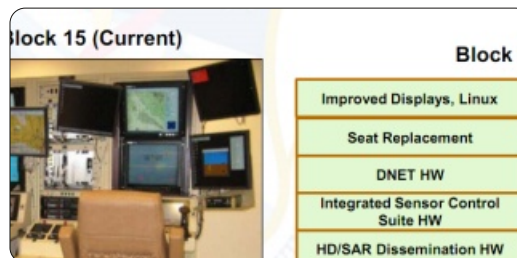 Block 15 (Current)
Block
Improved Displays, Linux
Seat Replacement
DNET HW
Integrated Sensor Control
Suite HW
HD/SAR Dissemination HW